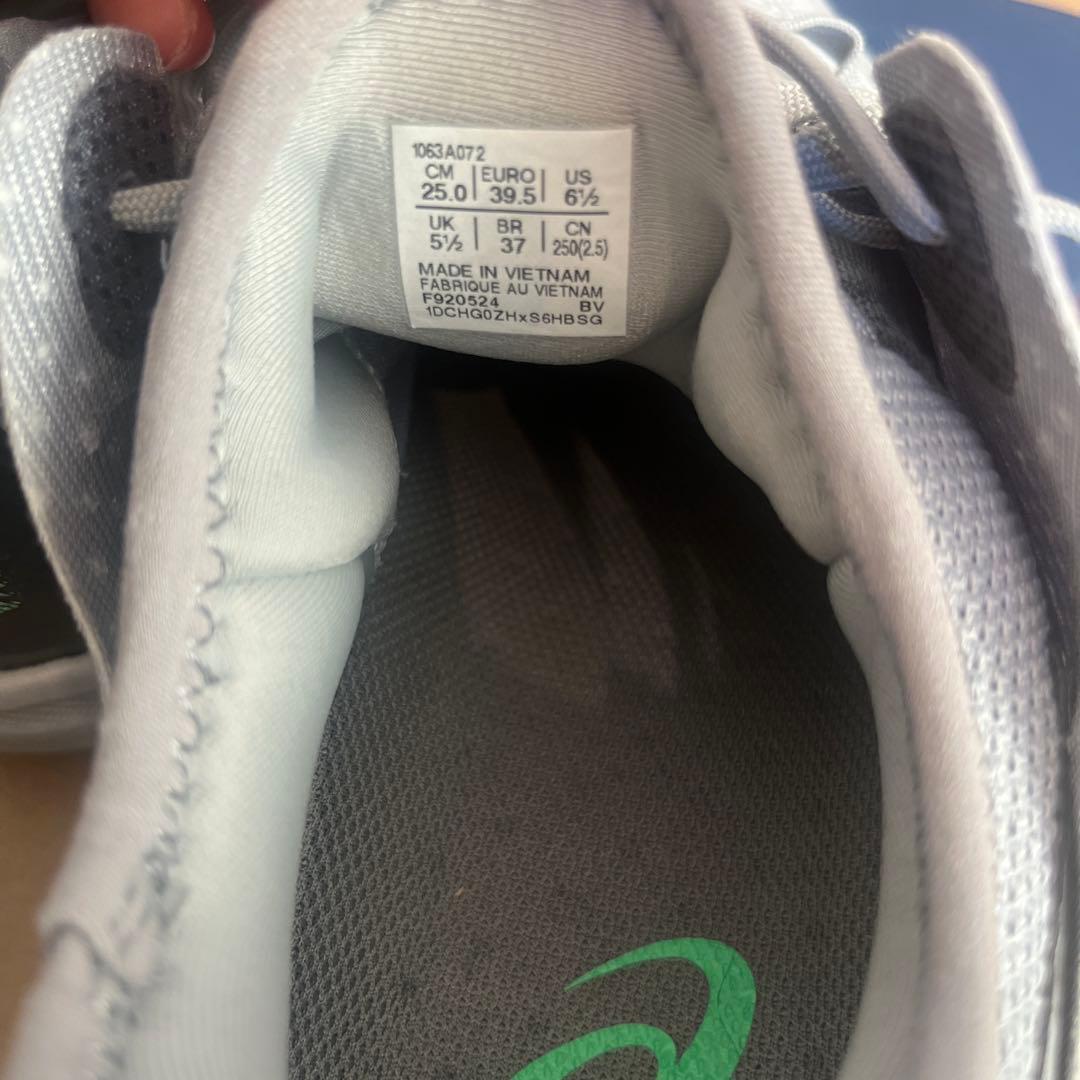 1063A072
CM EURO US
25.0 39.5 6½
UK BR CN
5½ 37 250(2.5)
MADE IN VIETNAM
FABRIQUE AU VIETNAM
F920524 BV
1DCHG0ZHxS6HBSG